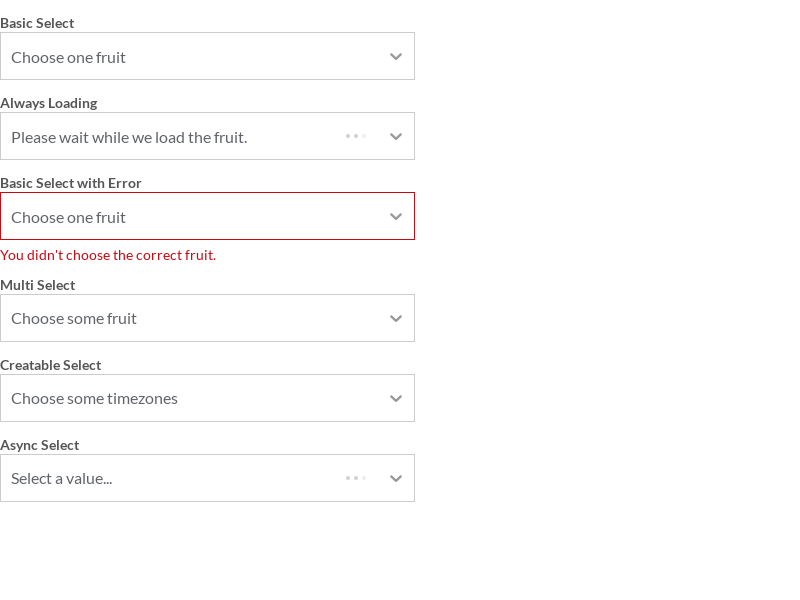 Basic Select
Choose one fruit
Always Loading
Please wait while we load the fruit.
Basic Select with Error
Choose one fruit
You didn't choose the correct fruit.
Multi Select
Choose some fruit
Creatable Select
Choose some timezones
Async Select
Select a value...